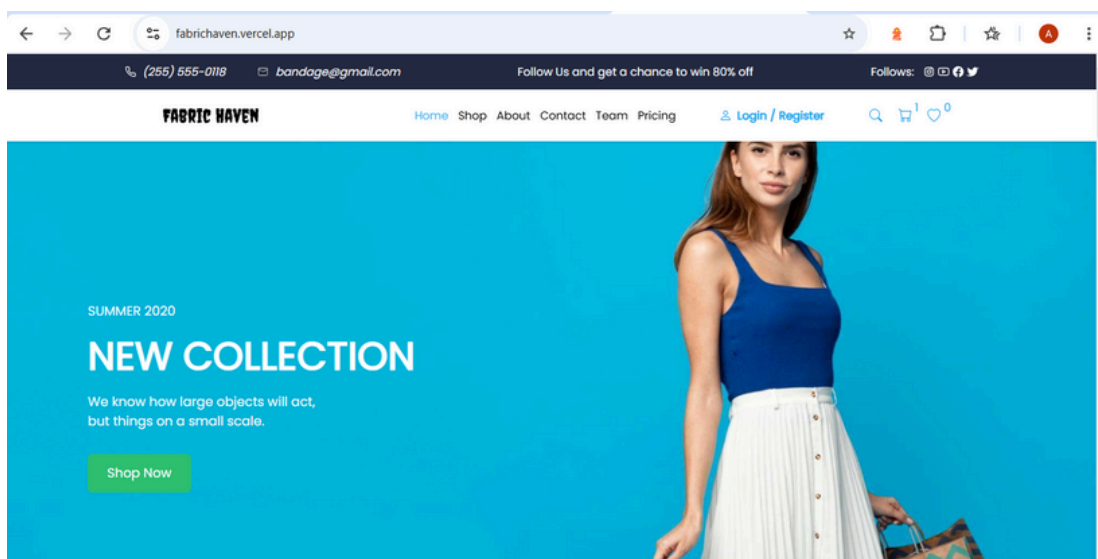 fabrichaven.vercel.app
A
(255) 555-0118 bandage@gmail.com Follow Us and get a chance to win 80% off Follows:
FABRIC HAVEN Home Shop About Contact Team Pricing Login / Register 1 0
SUMMER 2020
NEW COLLECTION
We know how large objects will act,
but things on a small scale.
Shop Now